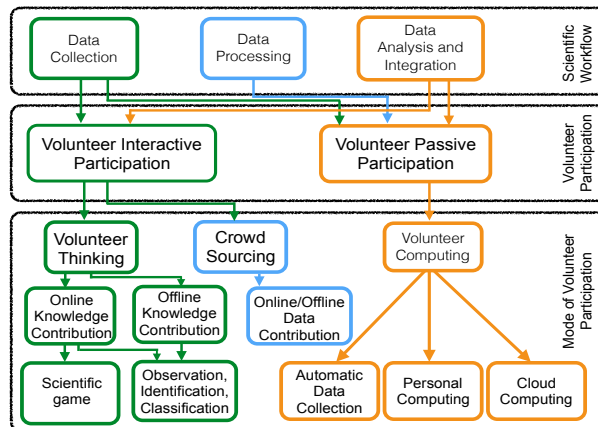 Data
Collection
Data
Processing
Data
Analysis and
Integration
Scientific
Workflow
Volunteer Interactive
Participation
Volunteer Passive
Participation
Volunteer
Participation
Volunteer
Thinking
Crowd
Sourcing
Volunteer
Computing
Online
Knowledge
Contribution
Offline
Knowledge
Contribution
Online/Offline
Data
Contribution
Scientific
game
Observation,
Identification,
Classification
Automatic
Data
Collection
Personal
Computing
Cloud
Computing
Mode of Volunteer
Participation